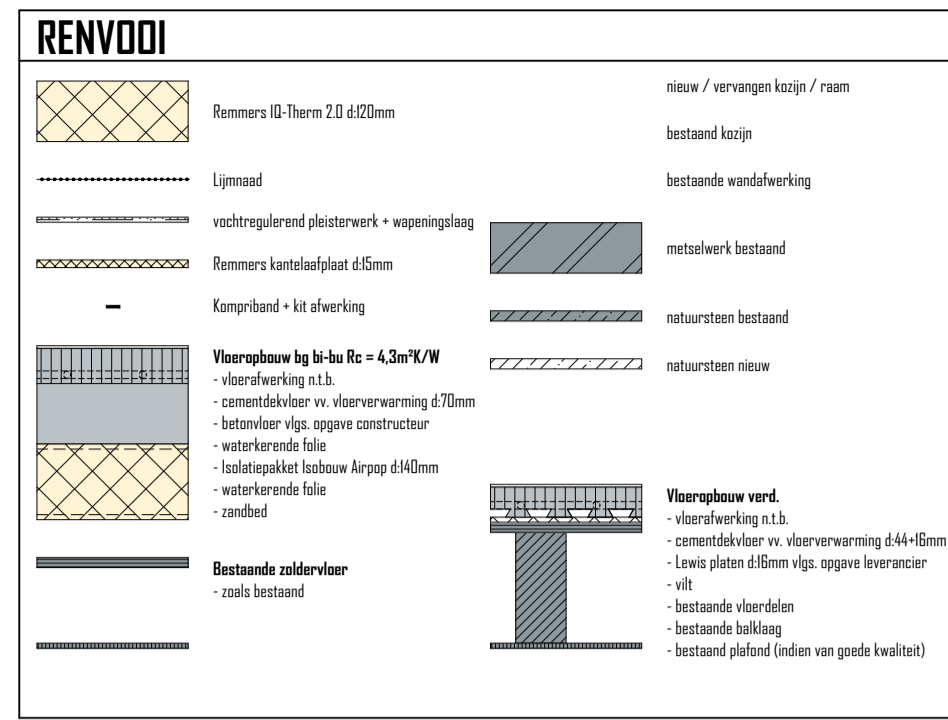 RENVOOI
Remmers IQ-Therm 2.0 d:120mm
Lijmnaad
vochtregulerend pleisterwerk + wapeningslaag
Remmers kantelaafplaat d:15mm
Kompriband + kit afwerking
Vloeropbouw bg bi-bu Rc = 4,3m²K/W
- vloerafwerking n.t.b.
- cementdekvloer vv. vloerverwarming d:70mm
- betonvloer vlgs. opgave constructeur
- waterkerende folie
- Isolatiepakket Isobouw Airpop d:140mm
- waterkerende folie
- zandbed
Bestaande zoldervloer
- zoals bestaand
nieuw / vervangen kozijn / raam
bestaand kozijn
bestaande wandafwerking
metselwerk bestaand
natuursteen bestaand
natuursteen nieuw
Vloeropbouw verd.
- vloerafwerking n.t.b.
- cementdekvloer vv. vloerverwarming d:44+16mm
- Lewis platen d:16mm vlgs. opgave leverancier
- vilt
- bestaande vloerdelen
- bestaande balklaag
- bestaand plafond (indien van goede kwaliteit)